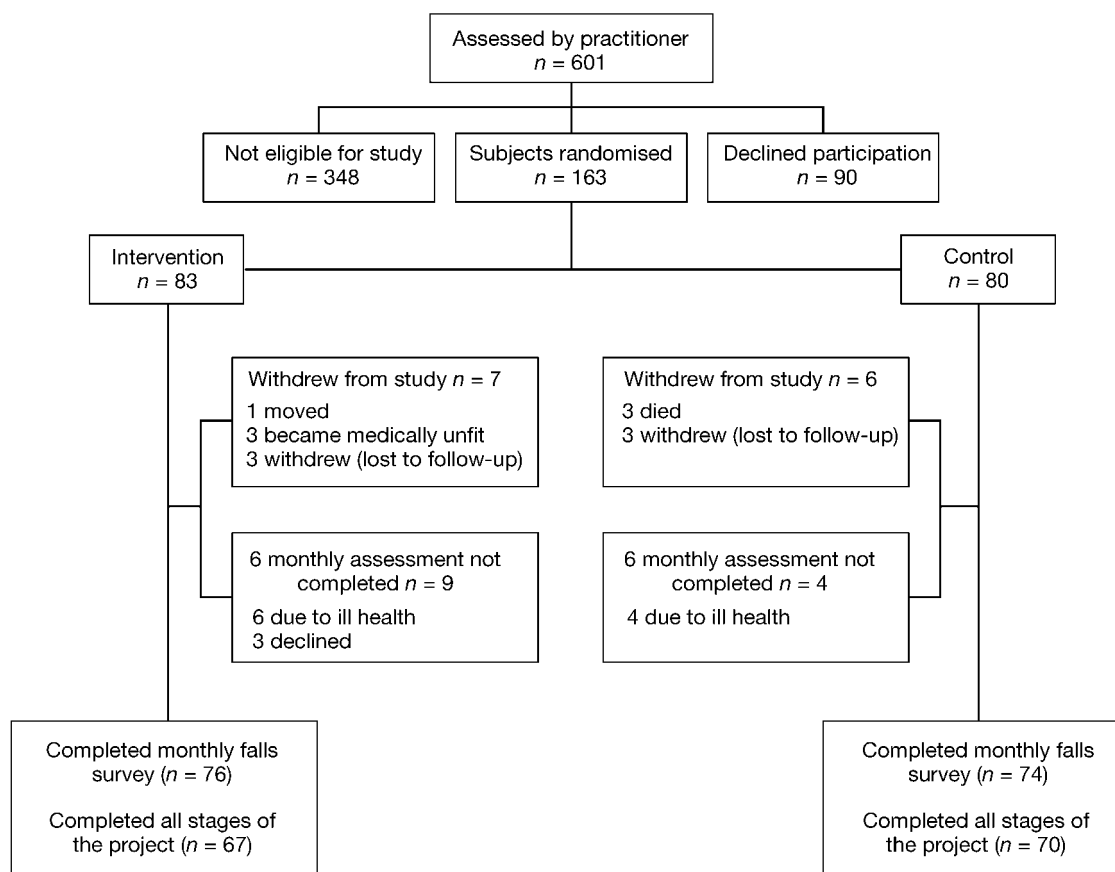 Assessed by practitioner
n = 601
Not eligible for study
n = 348
Subjects randomised
n = 163
Declined participation
n = 90
Intervention
n = 83
Control
n = 80
Withdrew from study n = 7
1 moved
3 became medically unfit
3 withdrew (lost to follow-up)
Withdrew from study n = 6
3 died
3 withdrew (lost to follow-up)
6 monthly assessment not
completed n = 9
6 due to ill health
3 declined
6 monthly assessment not
completed n = 4
4 due to ill health
Completed monthly falls
survey (n = 76)
Completed all stages of
the project (n = 67)
Completed monthly falls
survey (n = 74)
Completed all stages of
the project (n = 70)